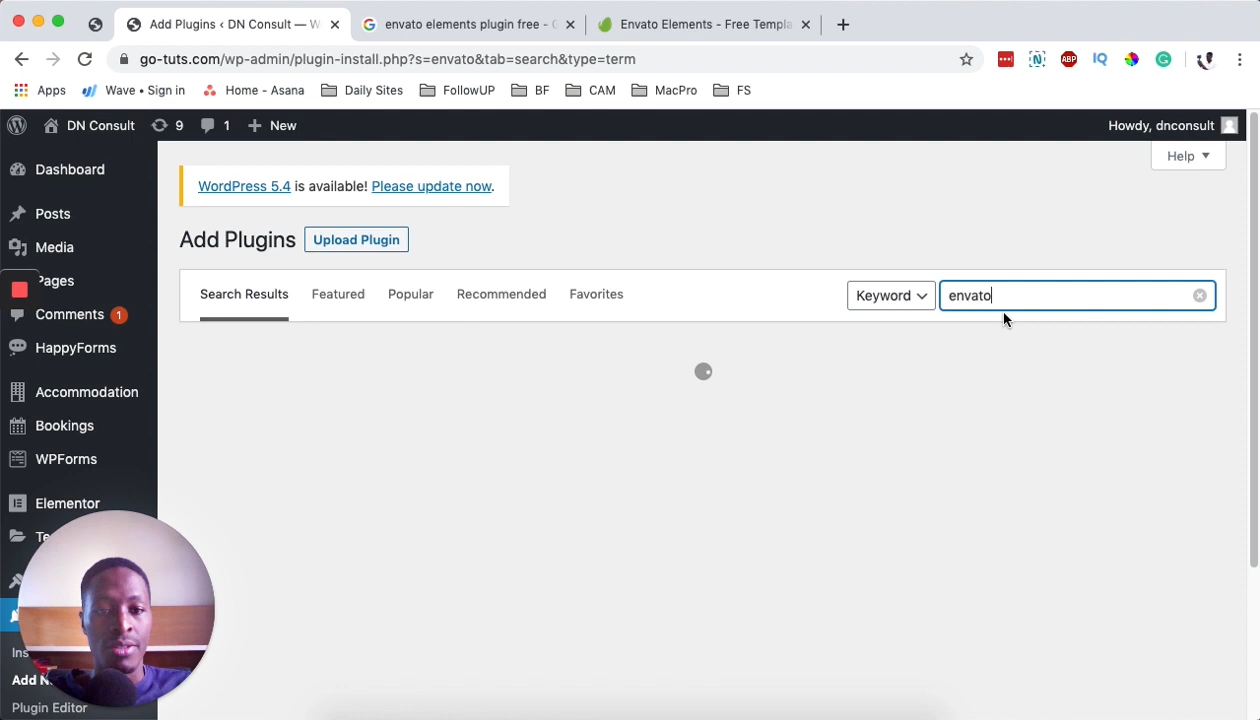 Add Plugins ‹ DN Consult — W
envato elements plugin free - G
Envato Elements - Free Templa
go-tuts.com/wp-admin/plugin-install.php?s=envato&tab=search&type=term
ABP
IQ
Apps
Wave • Sign in
Home - Asana
Daily Sites
FollowUP
BF
CAM
MacPro
FS
DN Consult
9
1
New
Howdy, dnconsult
Help
Dashboard
Posts
Media
Pages
Comments 1
HappyForms
Accommodation
Bookings
WPForms
Elementor
Te
Ins
Add N
Plugin Editor
WordPress 5.4 is available! Please update now.
Add Plugins
Upload Plugin
Search Results
Featured
Popular
Recommended
Favorites
Keyword
envato